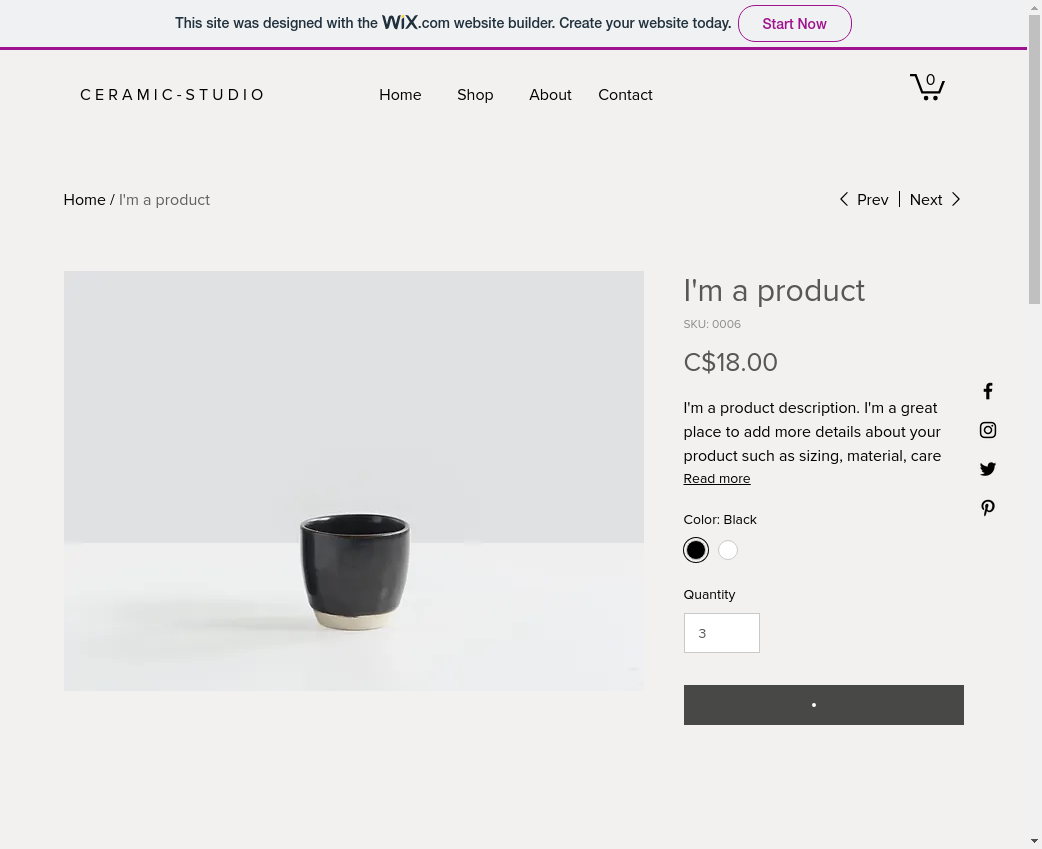 This site was designed with the WiX.com website builder. Create your website today. Start Now
CERAMIC-STUDIO Home Shop About Contact 0
Home / I'm a product Prev Next
I'm a product
SKU: 0006
C$18.00
I'm a product description. I'm a great
place to add more details about your
product such as sizing, material, care
Read more
Color: Black
Quantity
3